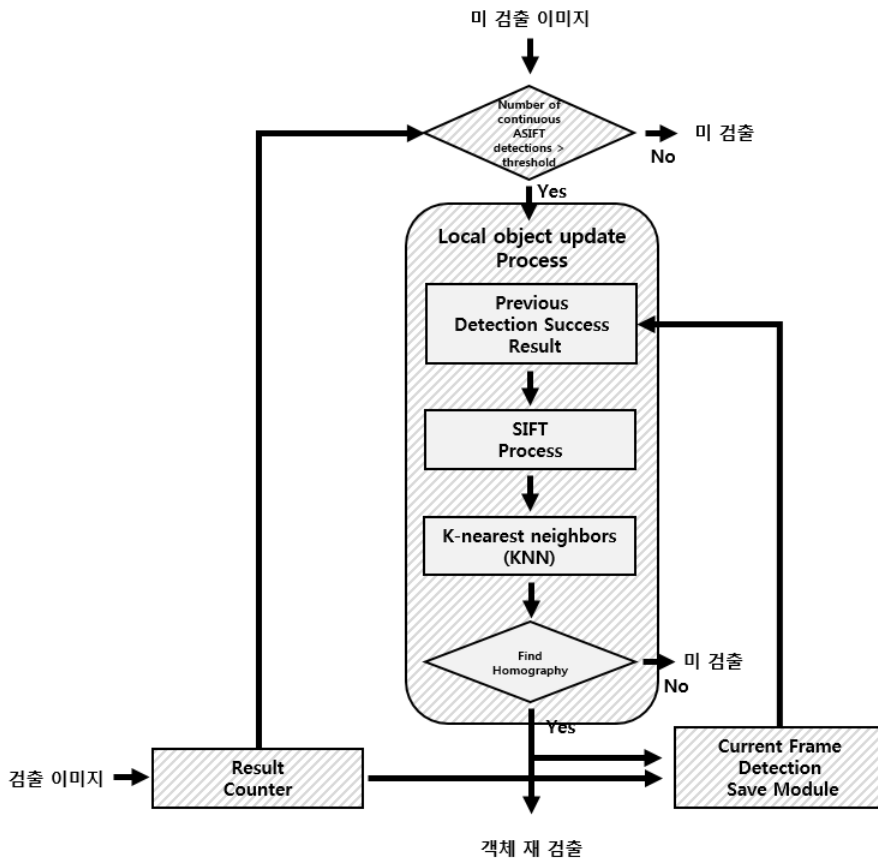 미 검출 이미지
Number of
continuous
ASIFT
detections >
threshold
미 검출
No
Yes
Local object update
Process
Previous
Detection Success
Result
SIFT
Process
K-nearest neighbors
(KNN)
Find
Homography
미 검출
No
Yes
검출 이미지
Result
Counter
Current Frame
Detection
Save Module
객체 재 검출